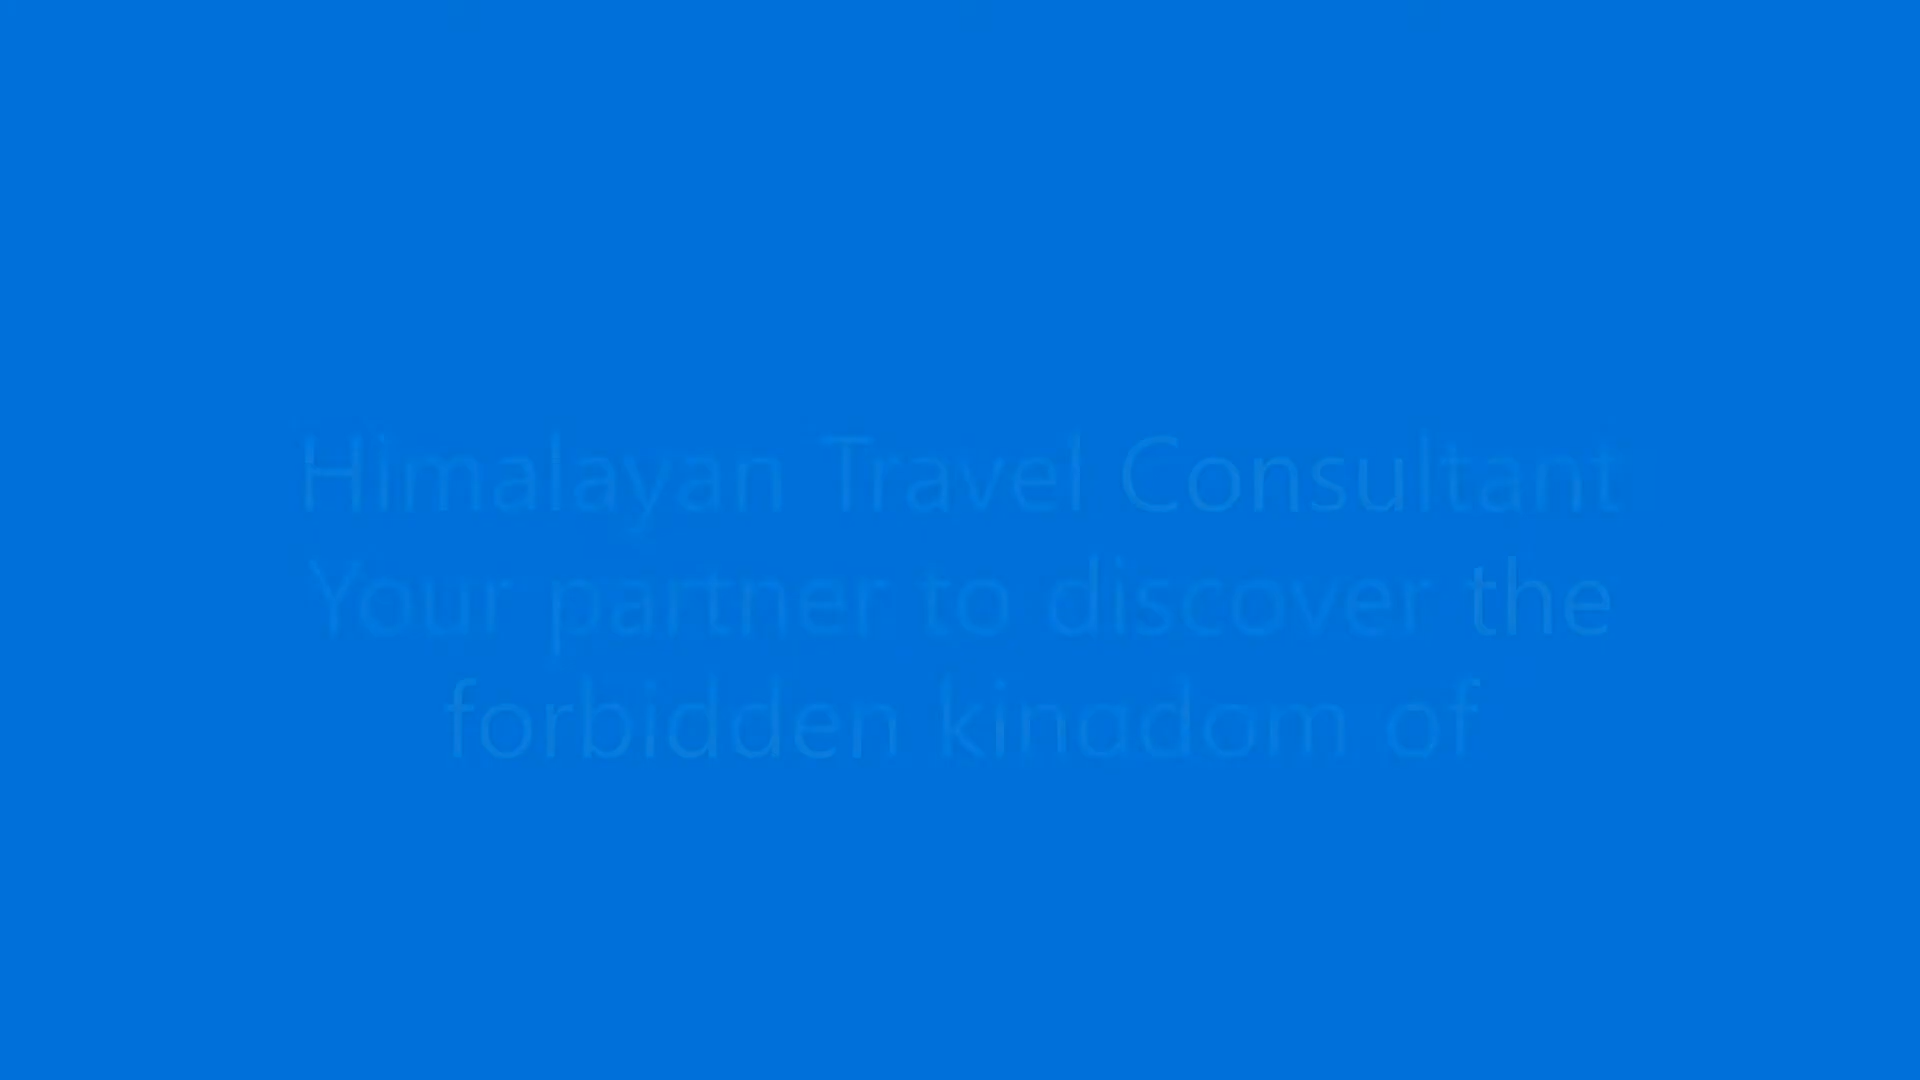 Himalayan Travel Consultant
Your partner to discover the
forbidden kingdom of